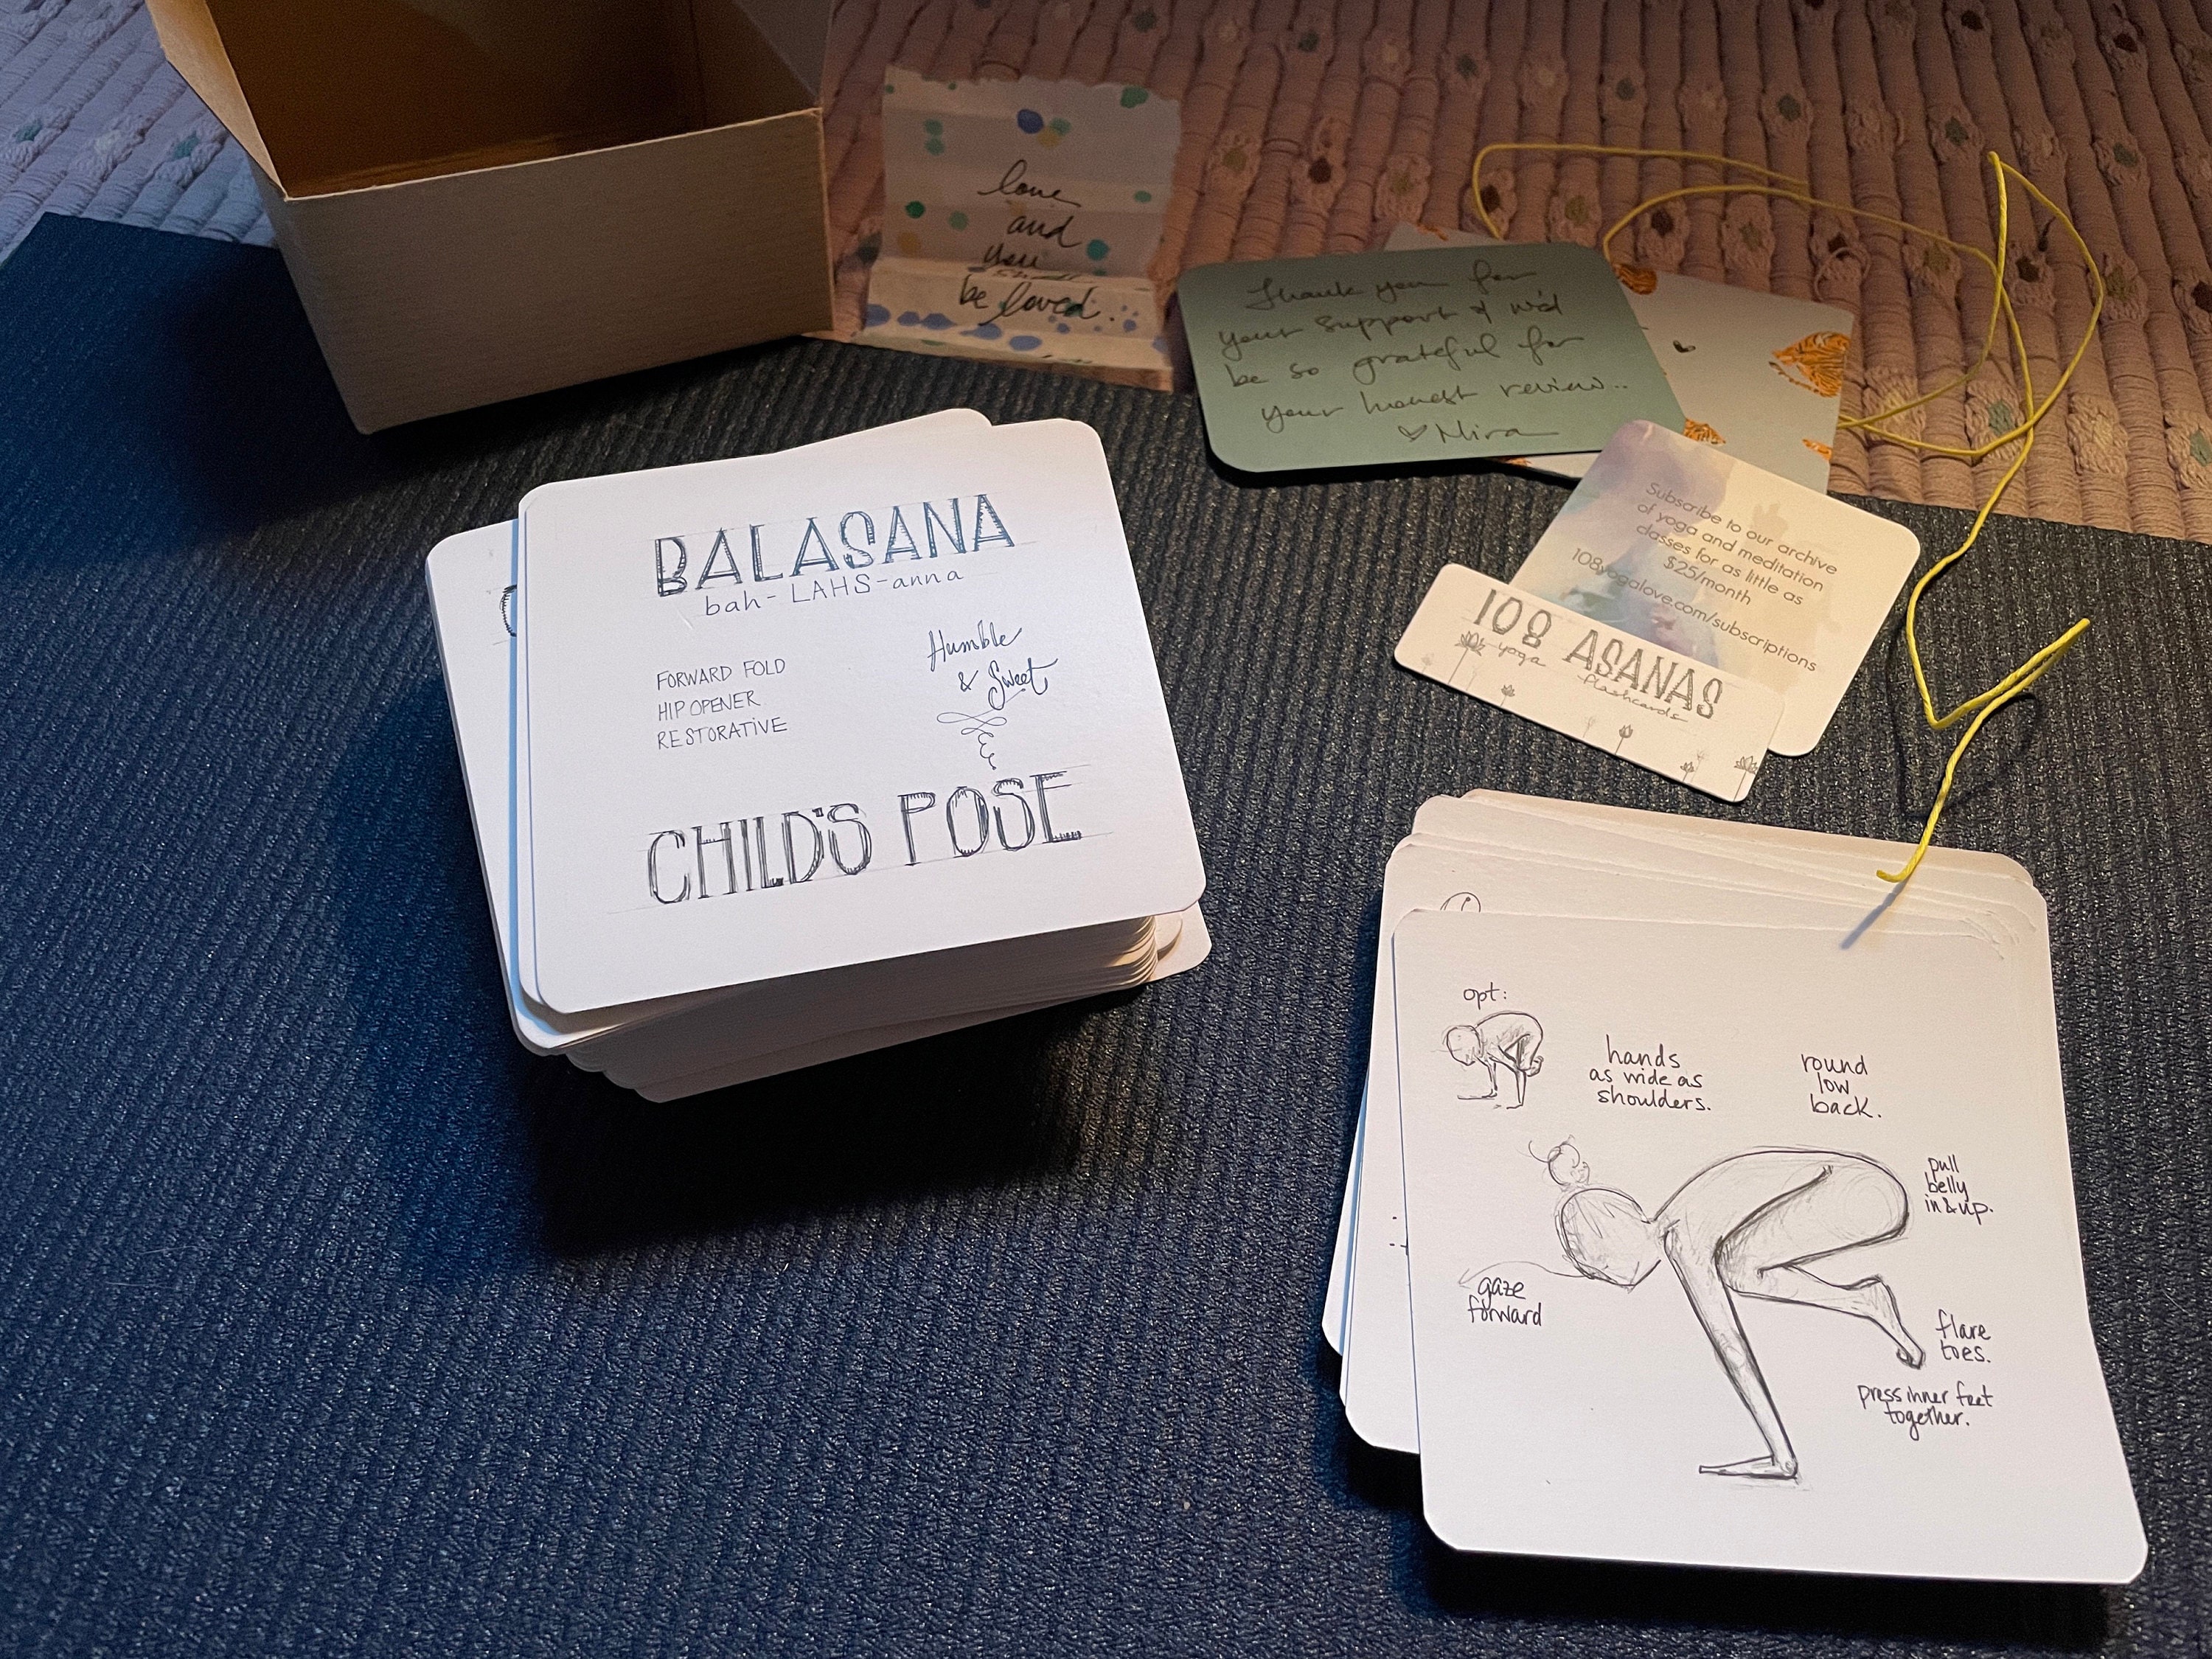 love
and
you
shall
be loved.
Thank you for
your support & we'd
be so grateful for
your honest review..
♡ Mira
Subscribe to our archive
of yoga and meditation
classes for as little as
$25/month
108yogalove.com/subscriptions
108 ASANAS
yoga
flashcards
BALASANA
bah-LAHS-anna
FORWARD FOLD
HIP OPENER
RESTORATIVE
Humble
& Sweet
CHILD'S POSE
opt:
hands
as wide as
shoulders.
round
low
back.
pull
belly
in & up.
gaze
forward
flare
toes.
press inner feet
together.